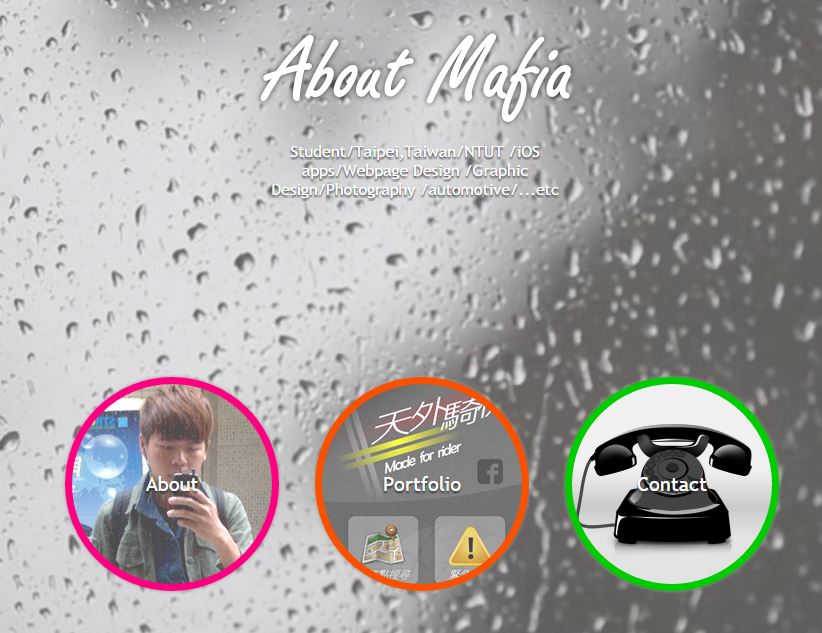 About Mafia
Student/Taipei,Taiwan/NTUT /iOS
apps/Webpage Design /Graphic
Design/Photography /automotive/...etc
About
天外騎
Made for rider
Portfolio
Contact